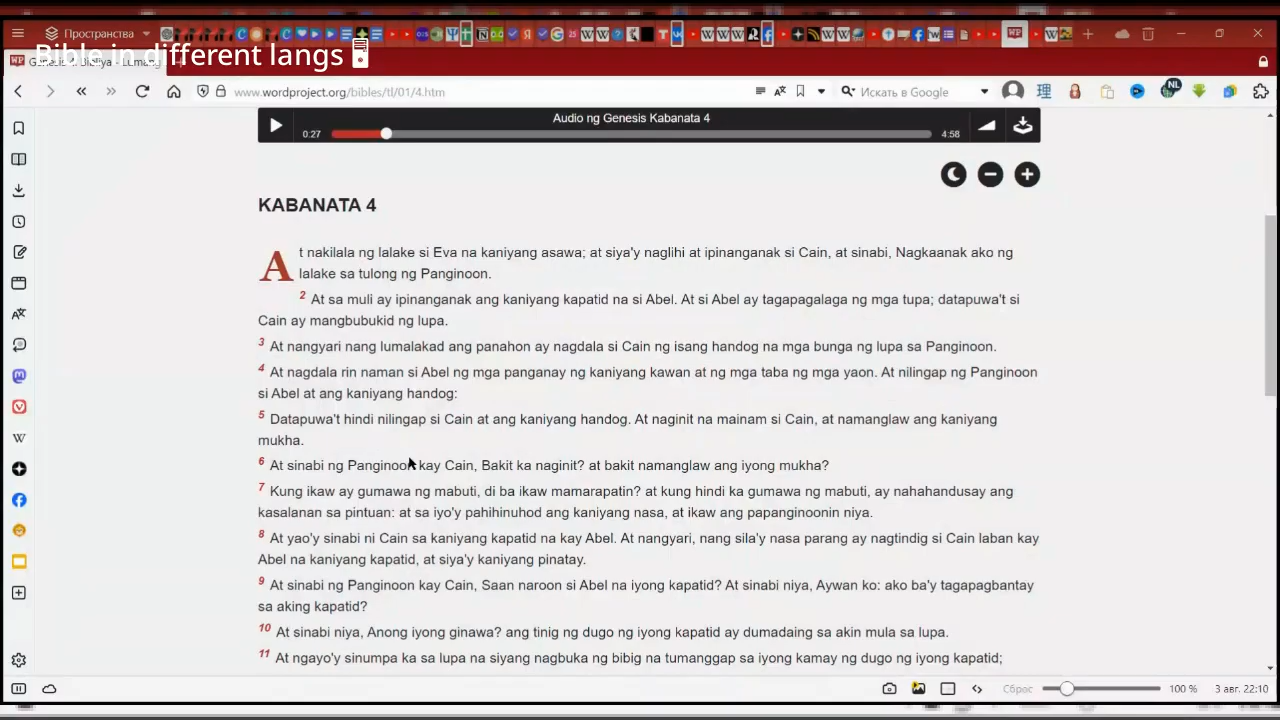 Пространства
Bible in different langs
Genesis
www.wordproject.org/bibles/tl/01/4.htm
Искать в Google
NL
Audio ng Genesis Kabanata 4
0:27
4:58
KABANATA 4
At nakilala ng lalake si Eva na kaniyang asawa; at siya'y naglihi at ipinanganak si Cain, at sinabi, Nagkaanak ako ng
lalake sa tulong ng Panginoon.
2 At sa muli ay ipinanganak ang kaniyang kapatid na si Abel. At si Abel ay tagapagalaga ng mga tupa; datapuwa't si
Cain ay mangbubukid ng lupa.
3 At nangyari nang lumalakad ang panahon ay nagdala si Cain ng isang handog na mga bunga ng lupa sa Panginoon.
4 At nagdala rin naman si Abel ng mga panganay ng kaniyang kawan at ng mga taba ng mga yaon. At nilingap ng Panginoon
si Abel at ang kaniyang handog:
5 Datapuwa't hindi nilingap si Cain at ang kaniyang handog. At naginit na mainam si Cain, at namanglaw ang kaniyang
mukha.
6 At sinabi ng Panginoon kay Cain, Bakit ka naginit? at bakit namanglaw ang iyong mukha?
7 Kung ikaw ay gumawa ng mabuti, di ba ikaw mamarapatin? at kung hindi ka gumawa ng mabuti, ay nahahandusay ang
kasalanan sa pintuan: at sa iyo'y pahihinuhod ang kaniyang nasa, at ikaw ang papanginoonin niya.
8 At yao'y sinabi ni Cain sa kaniyang kapatid na kay Abel. At nangyari, nang sila'y nasa parang ay nagtindig si Cain laban kay
Abel na kaniyang kapatid, at siya'y kaniyang pinatay.
9 At sinabi ng Panginoon kay Cain, Saan naroon si Abel na iyong kapatid? At sinabi niya, Aywan ko: ako ba'y tagapagbantay
sa aking kapatid?
10 At sinabi niya, Anong iyong ginawa? ang tinig ng dugo ng iyong kapatid ay dumadaing sa akin mula sa lupa.
11 At ngayo'y sinumpa ka sa lupa na siyang nagbuka ng bibig na tumanggap sa iyong kamay ng dugo ng iyong kapatid;
Сброс
100 %
3 авг. 22:10